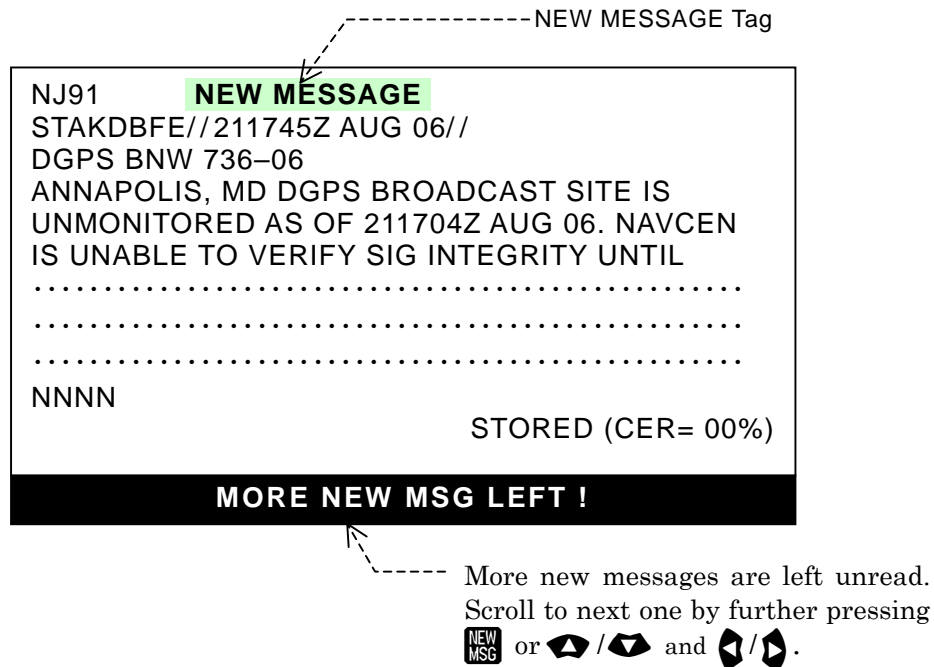 NEW MESSAGE Tag
NJ91 NEW MESSAGE
STAKDBFE//211745Z AUG 06//
DGPS BNW 736–06
ANNAPOLIS, MD DGPS BROADCAST SITE IS
UNMONITORED AS OF 211704Z AUG 06. NAVCEN
IS UNABLE TO VERIFY SIG INTEGRITY UNTIL
...................................................
...................................................
...................................................
NNNN
STORED (CER= 00%)
MORE NEW MSG LEFT !
More new messages are left unread.
Scroll to next one by further pressing
NEW MSG or / and / .